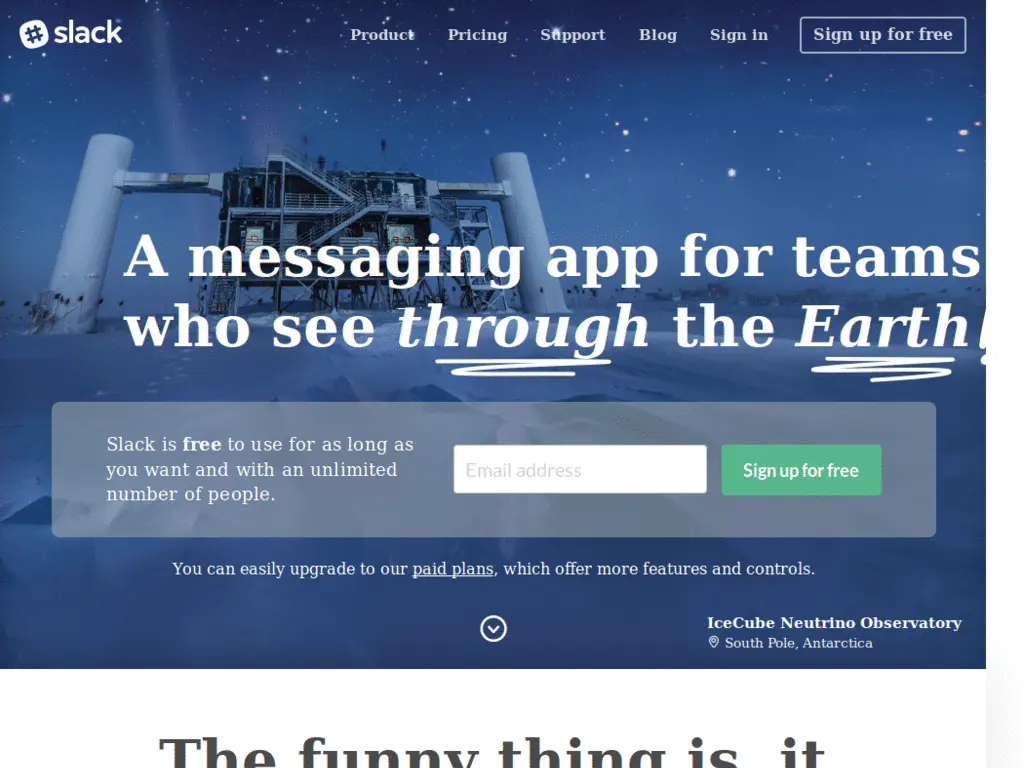 slack
Product Pricing Support Blog Sign in Sign up for free
A messaging app for teams
who see through the Earth!
Slack is free to use for as long as
you want and with an unlimited
number of people.
Email address
Sign up for free
You can easily upgrade to our paid plans, which offer more features and controls.
IceCube Neutrino Observatory
South Pole, Antarctica
The funny thing is, it